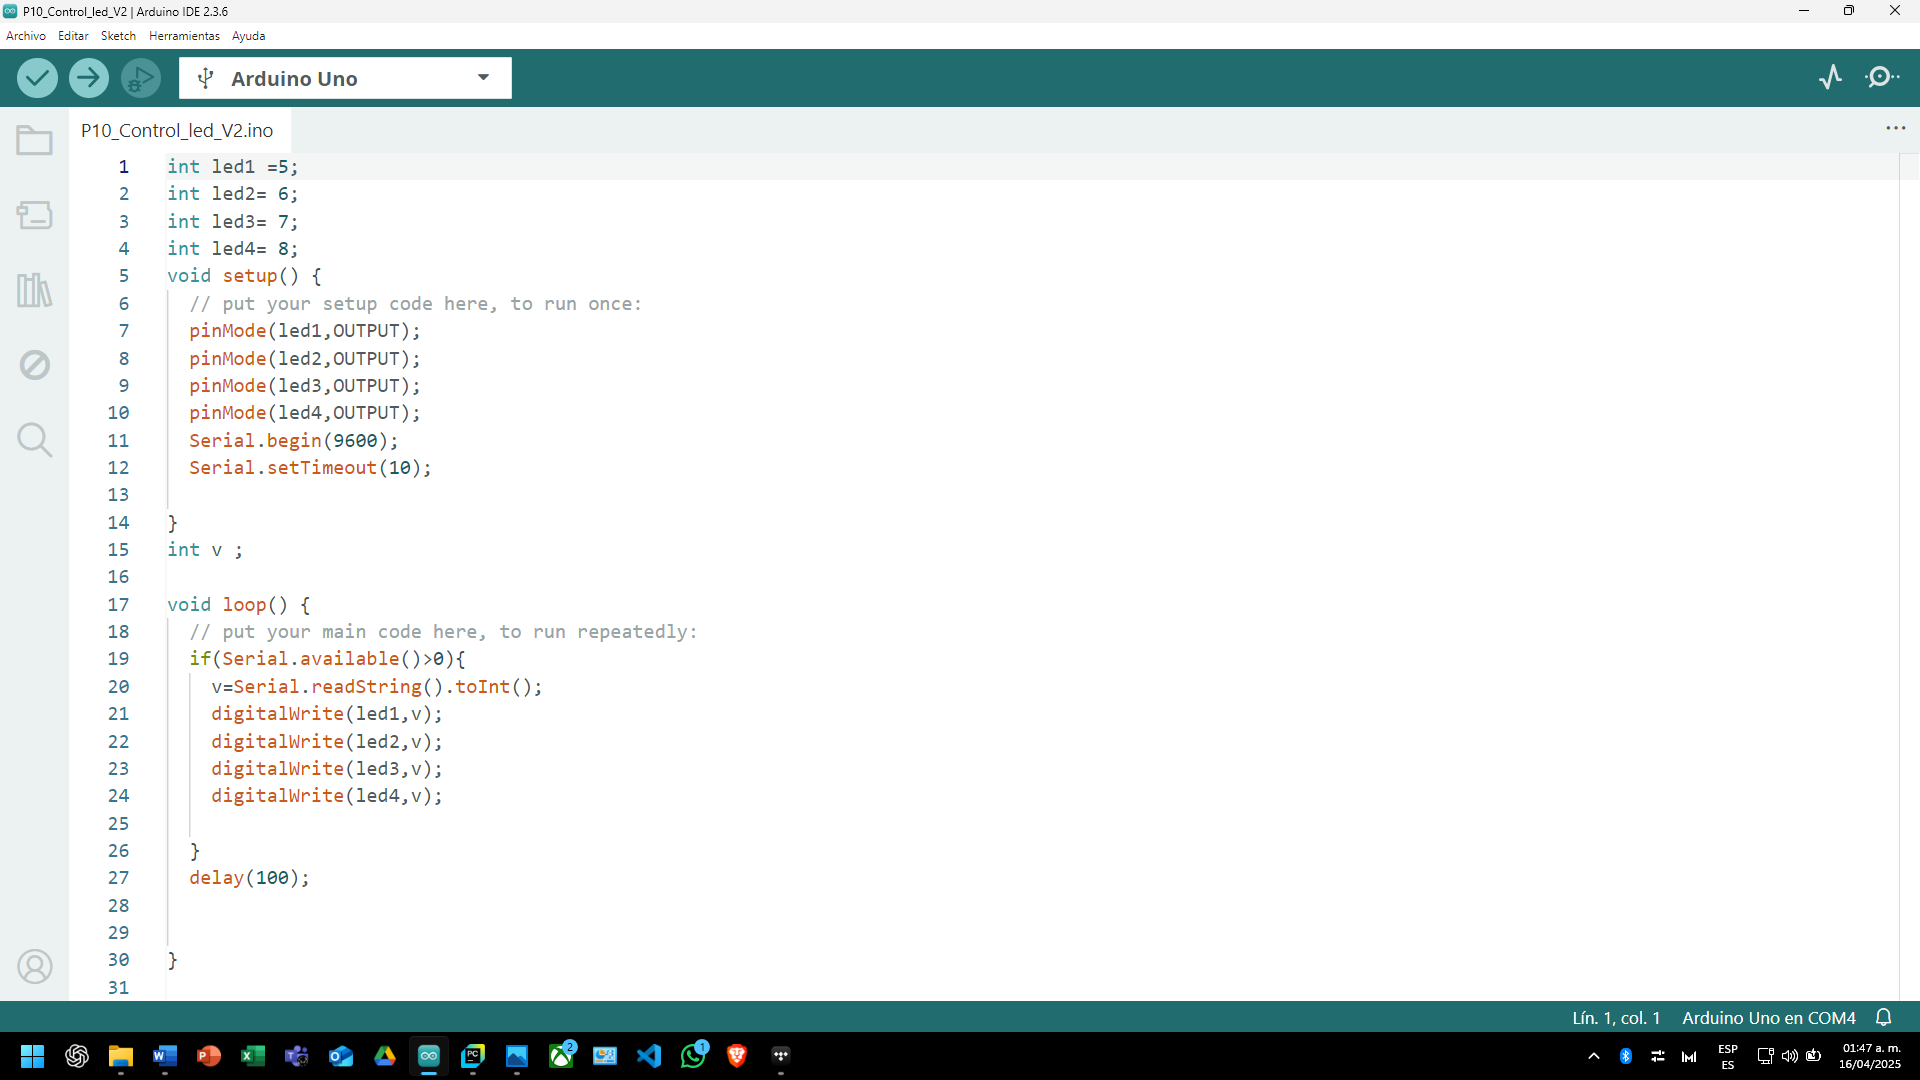 P10_Control_led_V2 | Arduino IDE 2.3.6
Archivo Editar Sketch Herramientas Ayuda
Arduino Uno
P10_Control_led_V2.ino
1 int led1 =5;
2 int led2= 6;
3 int led3= 7;
4 int led4= 8;
5 void setup() {
6 // put your setup code here, to run once:
7 pinMode(led1,OUTPUT);
8 pinMode(led2,OUTPUT);
9 pinMode(led3,OUTPUT);
10 pinMode(led4,OUTPUT);
11 Serial.begin(9600);
12 Serial.setTimeout(10);
13
14 }
15 int v ;
16
17 void loop() {
18 // put your main code here, to run repeatedly:
19 if(Serial.available()>0){
20 v=Serial.readString().toInt();
21 digitalWrite(led1,v);
22 digitalWrite(led2,v);
23 digitalWrite(led3,v);
24 digitalWrite(led4,v);
25
26 }
27 delay(100);
28
29
30 }
31
Lín. 1, col. 1 Arduino Uno en COM4
2 1
ESP
ES
01:47 a. m.
16/04/2025